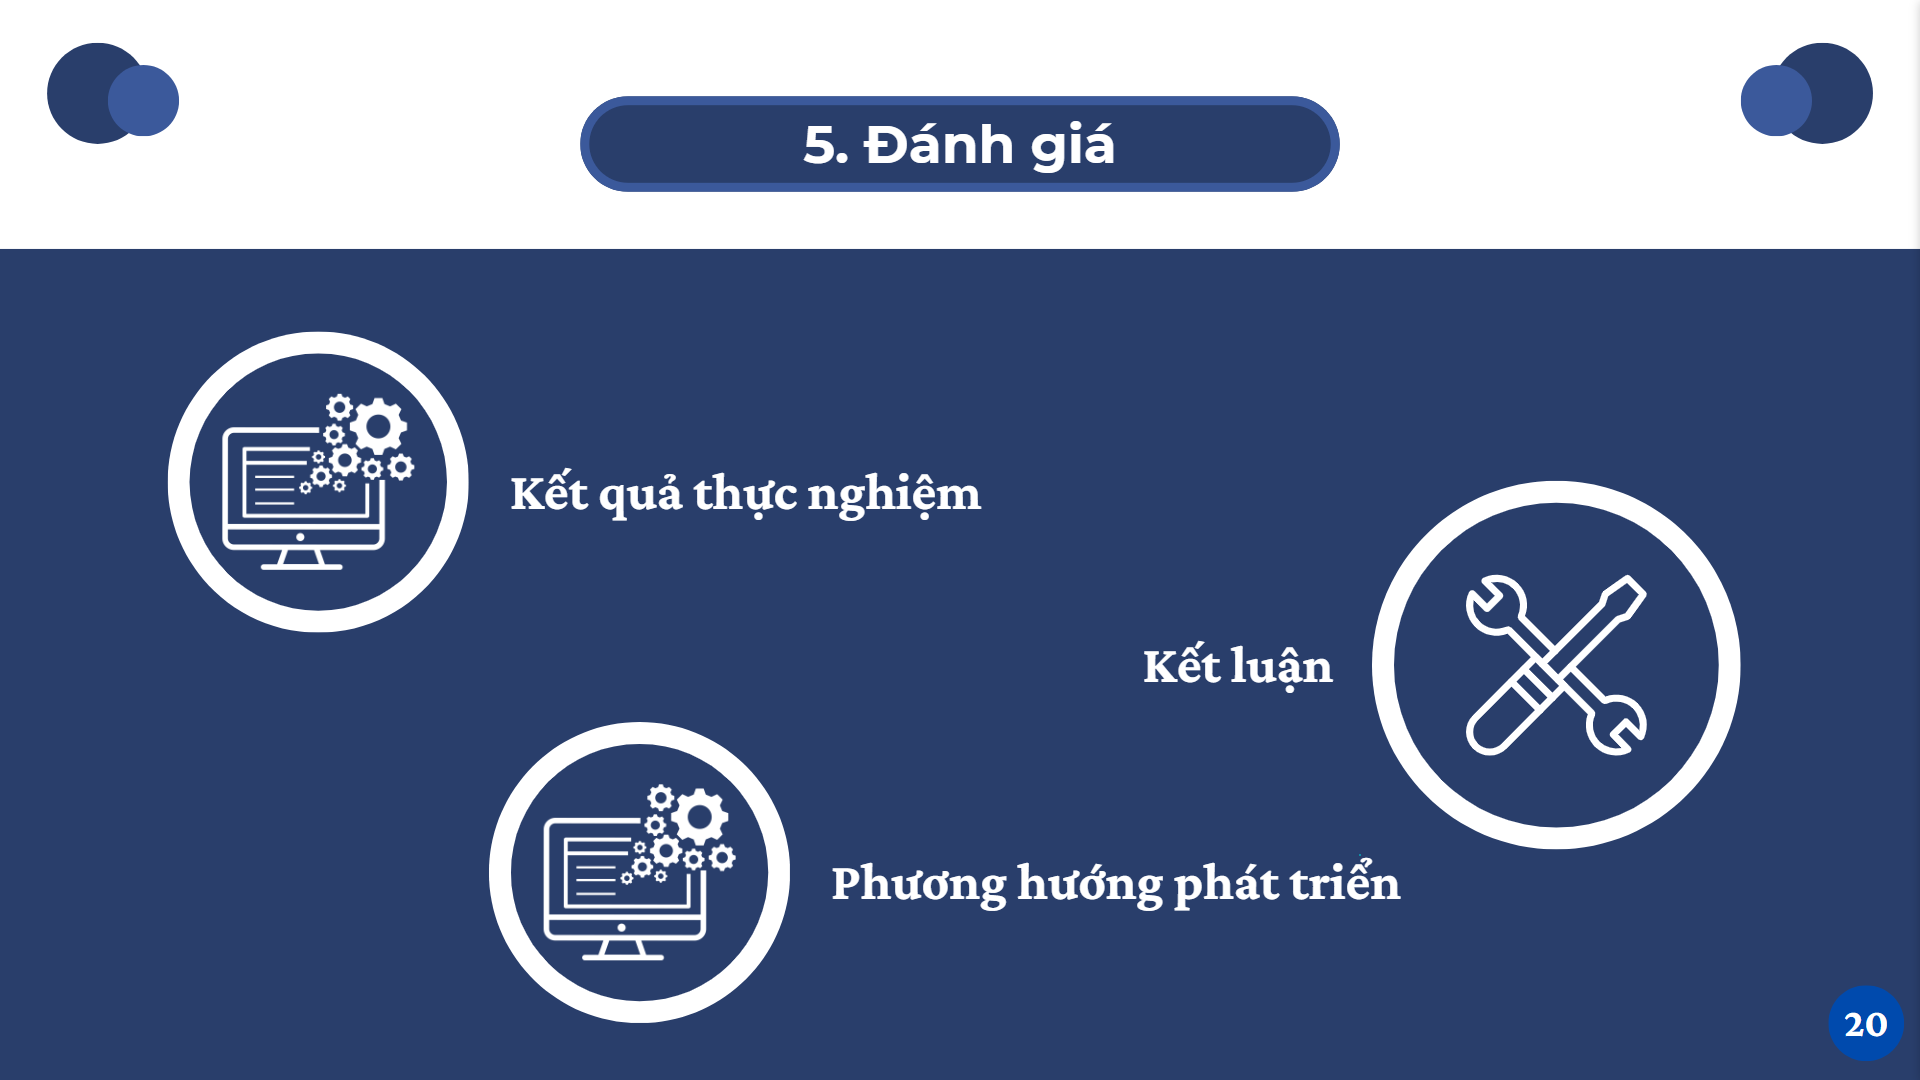 5. Đánh giá
Kết quả thực nghiệm
Kết luận
Phương hướng phát triển
20